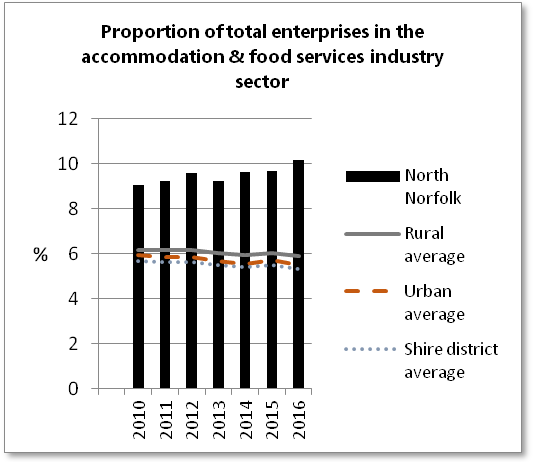 Proportion of total enterprises in the
accommodation & food services industry
sector
12
10
8
6
4
2
0
%
2010
2011
2012
2013
2014
2015
2016
North
Norfolk
Rural
average
Urban
average
Shire district
average